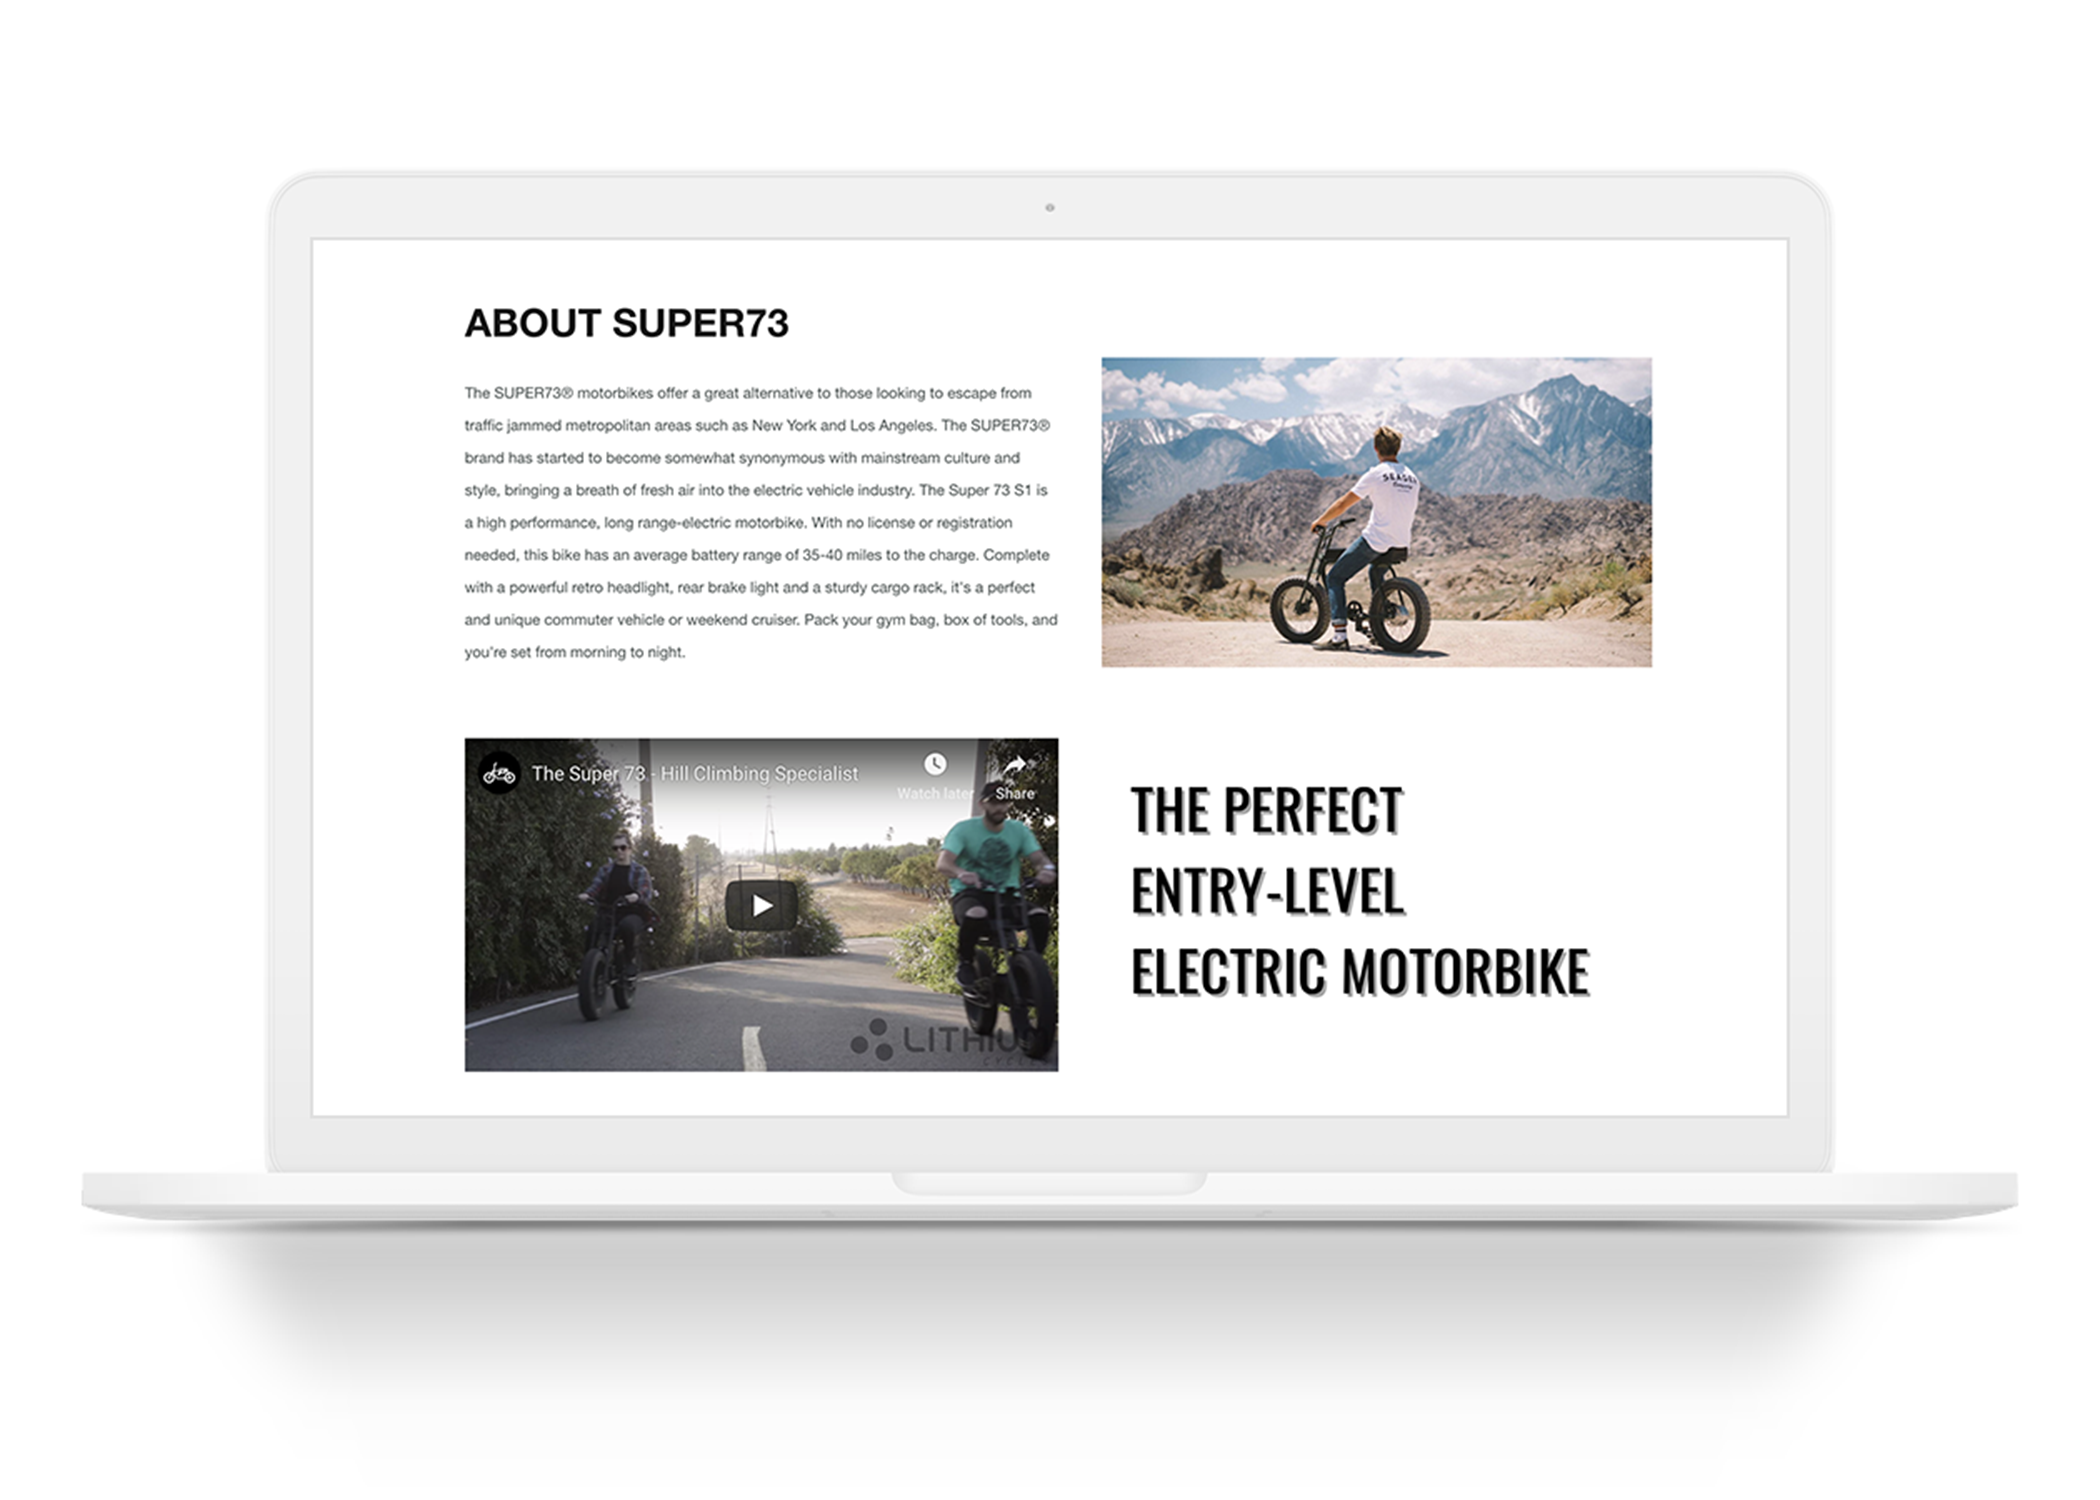 ABOUT SUPER73
The SUPER73® motorbikes offer a great alternative to those looking to escape from
traffic jammed metropolitan areas such as New York and Los Angeles. The SUPER73®
brand has started to become somewhat synonymous with mainstream culture and
style, bringing a breath of fresh air into the electric vehicle industry. The Super 73 S1 is
a high performance, long range-electric motorbike. With no license or registration
needed, this bike has an average battery range of 35-40 miles to the charge. Complete
with a powerful retro headlight, rear brake light and a sturdy cargo rack, it's a perfect
and unique commuter vehicle or weekend cruiser. Pack your gym bag, box of tools, and
you're set from morning to night.
The Super 73 - Hill Climbing Specialist
Watch later
Share
THE PERFECT
ENTRY-LEVEL
ELECTRIC MOTORBIKE